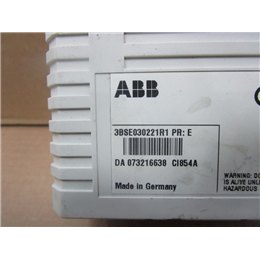 ABB
3BSE030221R1 PR: E
DA 073216638 CI854A
Made in Germany
WARNING: DO
IS ALIVE UNL
HAZARDOUS